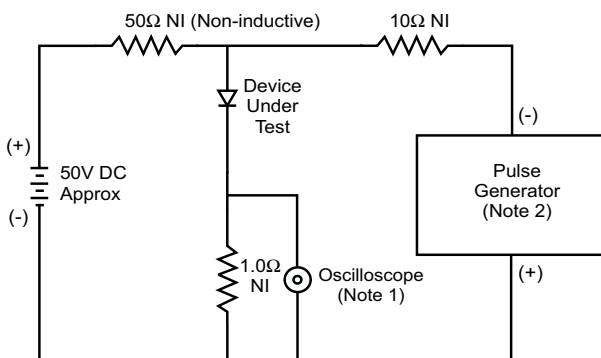 50Ω NI (Non-inductive)
10Ω NI
Device
Under
Test
(-)
(+)
50V DC
Approx
(-)
Pulse
Generator
(Note 2)
1.0Ω
NI
Oscilloscope
(Note 1)
(+)